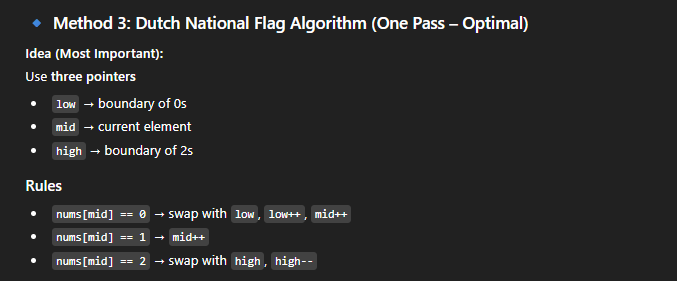 Method 3: Dutch National Flag Algorithm (One Pass – Optimal)
Idea (Most Important):
Use three pointers
• low → boundary of 0s
• mid → current element
• high → boundary of 2s
Rules
• nums[mid] == 0 → swap with low, low++, mid++
• nums[mid] == 1 → mid++
• nums[mid] == 2 → swap with high, high--